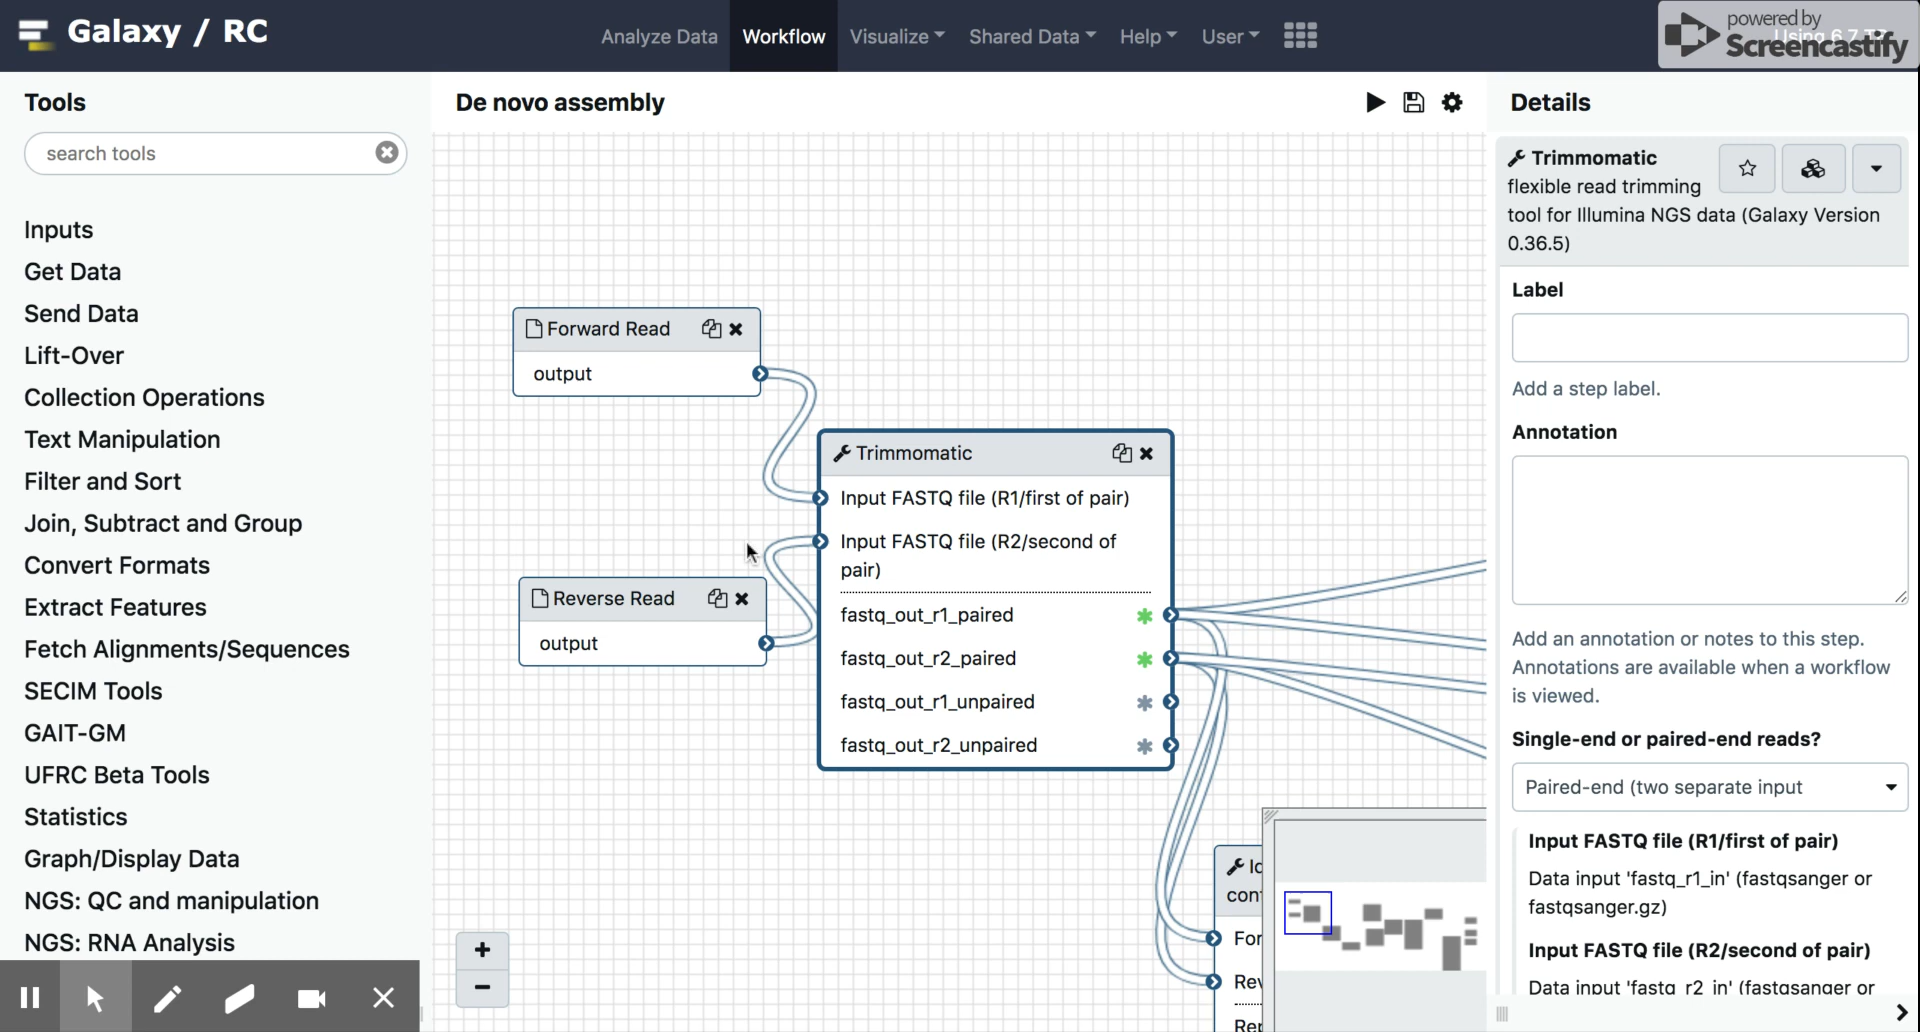 Galaxy / RC
Analyze Data
Workflow
Visualize
Shared Data
Help
User
powered by
Screencastify
Tools
search tools
Inputs
Get Data
Send Data
Lift-Over
Collection Operations
Text Manipulation
Filter and Sort
Join, Subtract and Group
Convert Formats
Extract Features
Fetch Alignments/Sequences
SECIM Tools
GAIT-GM
UFRC Beta Tools
Statistics
Graph/Display Data
NGS: QC and manipulation
NGS: RNA Analysis
De novo assembly
Forward Read
output
Reverse Read
output
Trimmomatic
Input FASTQ file (R1/first of pair)
Input FASTQ file (R2/second of
pair)
fastq_out_r1_paired
fastq_out_r2_paired
fastq_out_r1_unpaired
fastq_out_r2_unpaired
+
−
Details
Trimmomatic
flexible read trimming
tool for Illumina NGS data (Galaxy Version
0.36.5)
Label
Add a step label.
Annotation
Add an annotation or notes to this step.
Annotations are available when a workflow
is viewed.
Single-end or paired-end reads?
Paired-end (two separate input
Input FASTQ file (R1/first of pair)
Data input 'fastq_r1_in' (fastqsanger or
fastqsanger.gz)
Input FASTQ file (R2/second of pair)
Data input 'fastq_r2_in' (fastqsanger or